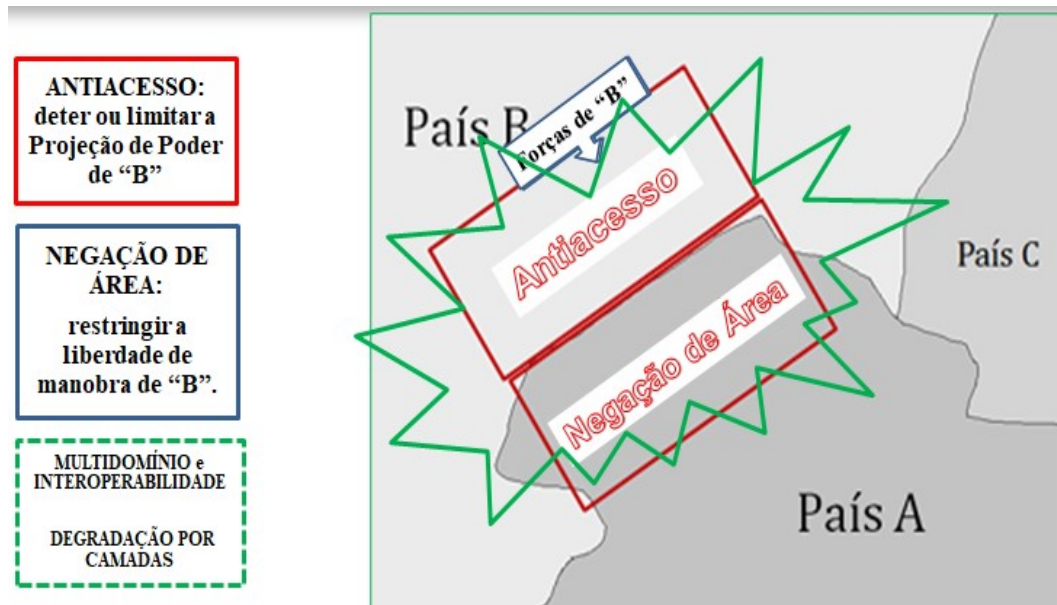 ANTIACESSO:
deter ou limitar a
Projeção de Poder
de “B”
NEGAÇÃO DE
ÁREA:
restringir a
liberdade de
manobra de “B”.
MULTIDOMÍNIO e
INTEROPERABILIDADE
DEGRADAÇÃO POR
CAMADAS
País B
Forças de “B”
Antiacesso
Negação de Área
País C
País A